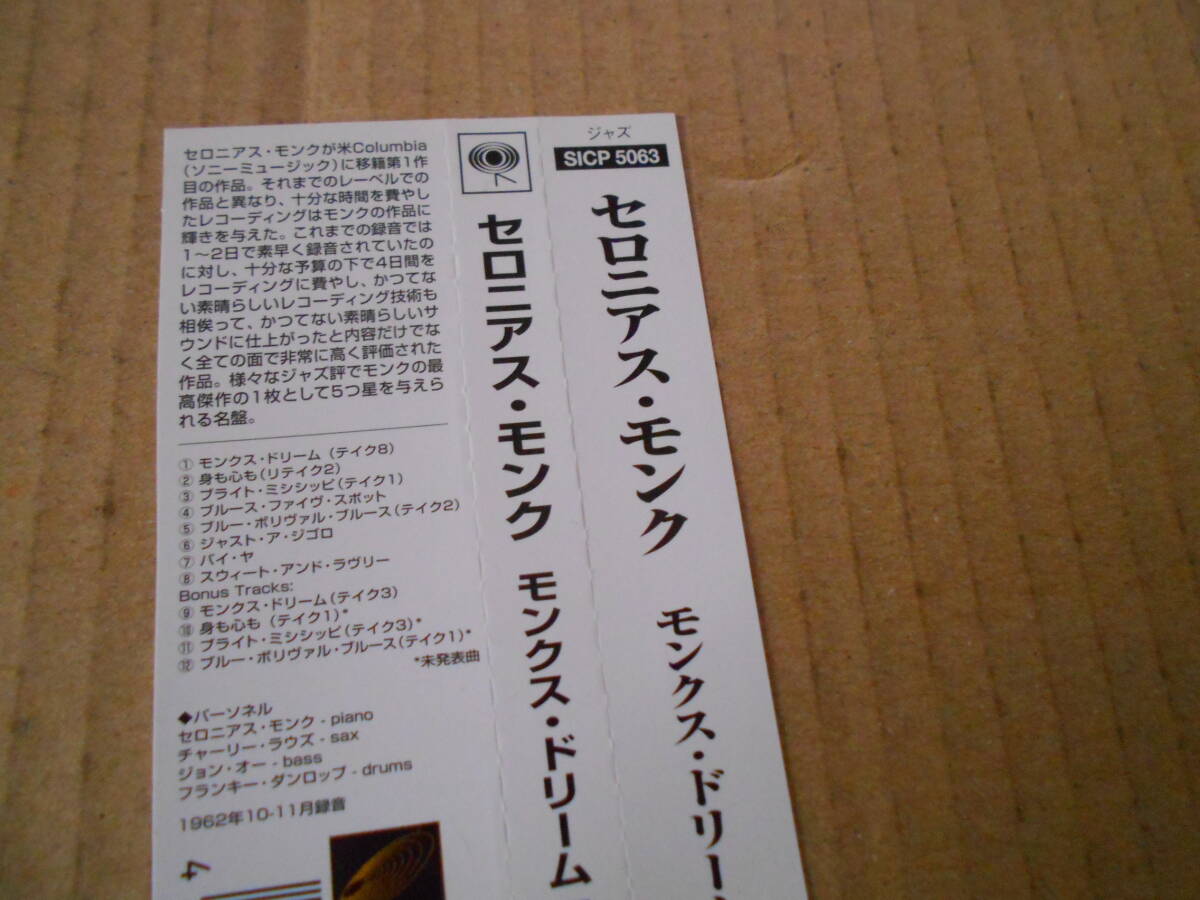 セロニアス・モンクが米Columbia
(ソニーミュージック)に移籍第1作
目の作品。それまでのレーベルでの
作品と異なり、十分な時間を費やし
たレコーディングはモンクの作品に
輝きを与えた。これまでの録音では
1〜2日で素早く録音されていたの
に対し、十分な予算の下で4日間を
レコーディングに費やし、かつてな
い素晴らしいレコーディング技術も
相俟って、かつてない素晴らしいサ
ウンドに仕上がったと内容だけでな
く全ての面で非常に高く評価された
作品。様々なジャズ評でモンクの最
高傑作の1枚として5つ星を与えら
れる名盤。
① モンクス・ドリーム (テイク8)
② 身も心も(リテイク2)
③ ブライト・ミシシッピ(テイク1)
④ ブルース・ファイヴ・スポット
⑤ ブルー・ボリヴァル・ブルース(テイク2)
⑥ ジャスト・ア・ジゴロ
⑦ バイ・ヤ
⑧ スウィート・アンド・ラヴリー
Bonus Tracks:
⑨ モンクス・ドリーム(テイク3)
⑩ 身も心も (テイク1)*
⑪ ブライト・ミシシッピ(テイク3)*
⑫ ブルー・ボリヴァル・ブルース(テイク1)*
*未発表曲
◆パーソネル
セロニアス・モンク - piano
チャーリー・ラウズ - sax
ジョン・オー - bass
フランキー・ダンロップ - drums
1962年10-11月録音
セロニアス・モンク モンクス・ドリーム
ジャズ
SICP 5063
セロニアス・モンク モンクス・ドリー